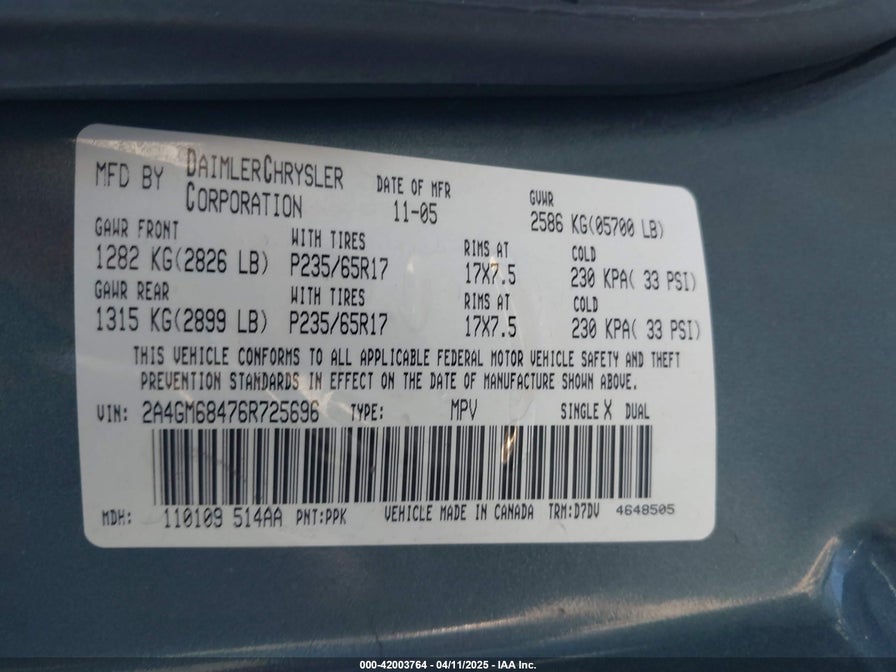 MFD BY DAIMLERCHRYSLER CORPORATION DATE OF MFR 11-05 GVWR 2586 KG(05700 LB)
GAWR FRONT WITH TIRES RIMS AT COLD
1282 KG(2826 LB) P235/65R17 17X7.5 230 KPA( 33 PSI)
GAWR REAR WITH TIRES RIMS AT COLD
1315 KG(2899 LB) P235/65R17 17X7.5 230 KPA( 33 PSI)
THIS VEHICLE CONFORMS TO ALL APPLICABLE FEDERAL MOTOR VEHICLE SAFETY AND THEFT
PREVENTION STANDARDS IN EFFECT ON THE DATE OF MANUFACTURE SHOWN ABOVE.
VIN: 2A4GM68476R725696 TYPE: MPV SINGLE X DUAL
MDH: 110109 514AA PNT:PPK VEHICLE MADE IN CANADA TRM:D7DV 4648505
000-42003764 - 04/11/2025 - IAA Inc.